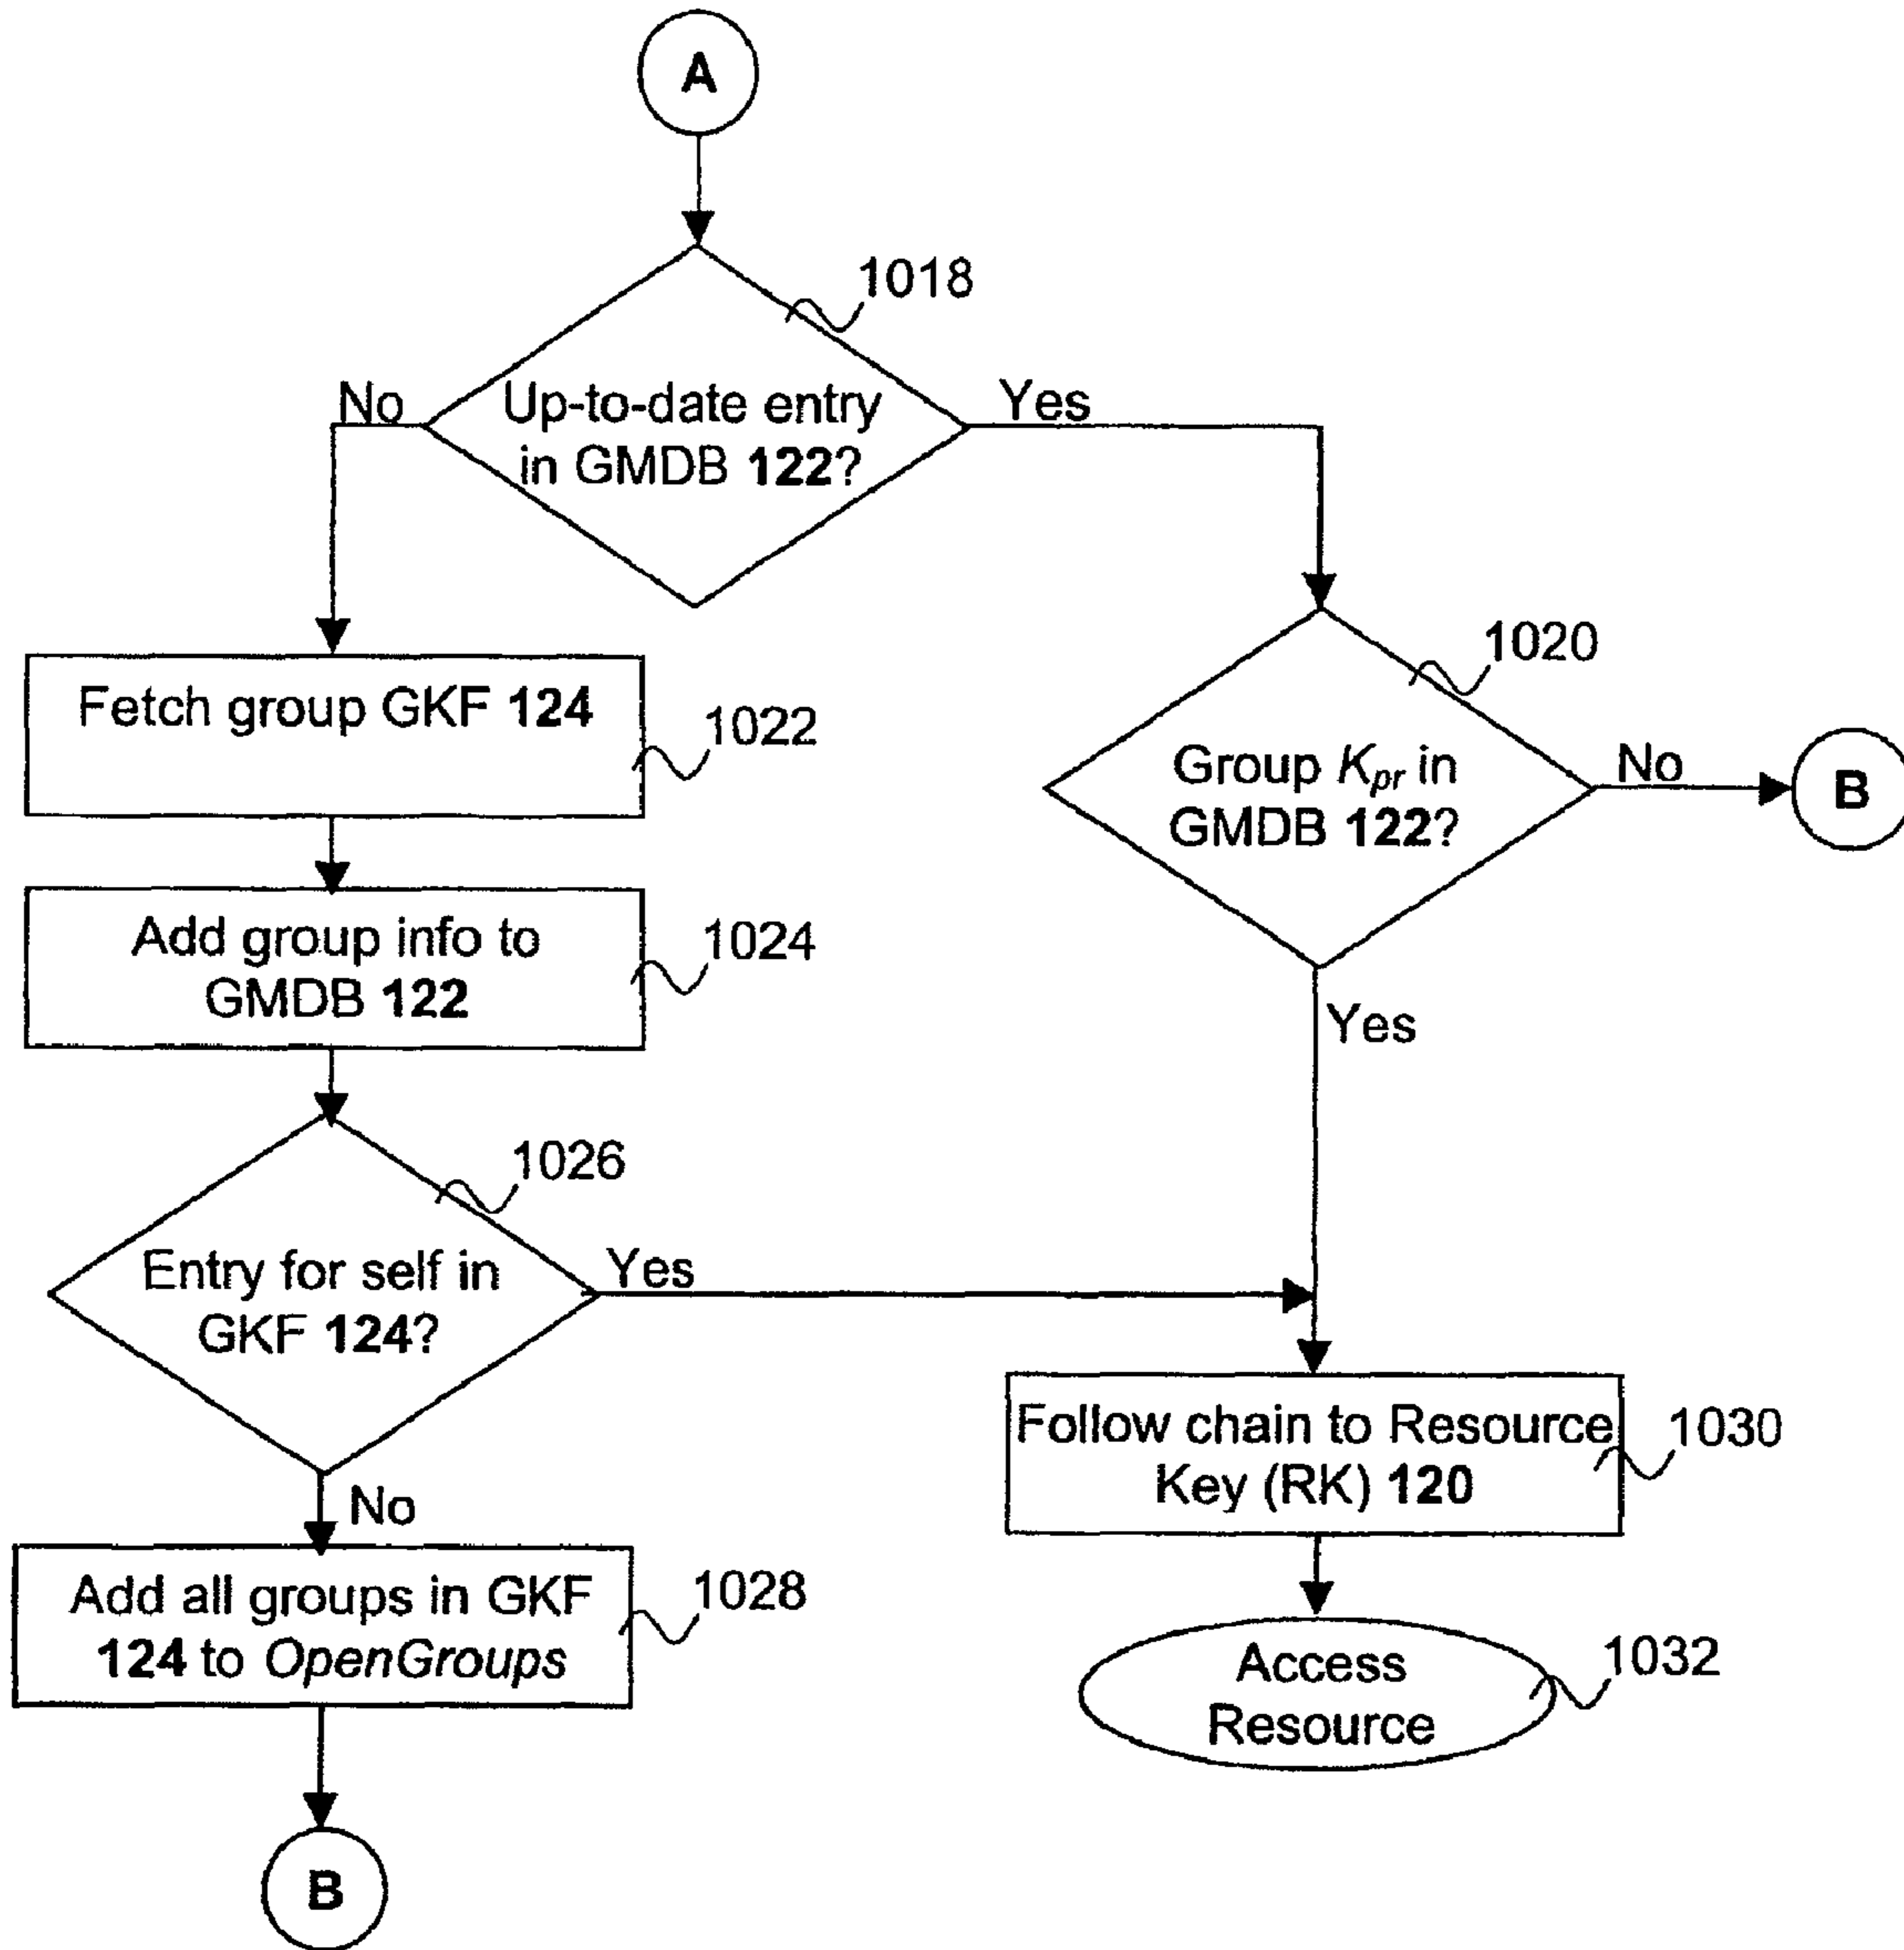 A
1018
No
Yes
Up-to-date entry
in GMDB 122?
1020
Fetch group GKF 124
1022
Group Kpr in
GMDB 122?
No
B
Add group info to
GMDB 122
1024
Yes
1026
Entry for self in
GKF 124?
Yes
Follow chain to Resource
Key (RK) 120
1030
No
Add all groups in GKF
124 to OpenGroups
1028
Access
Resource
1032
B